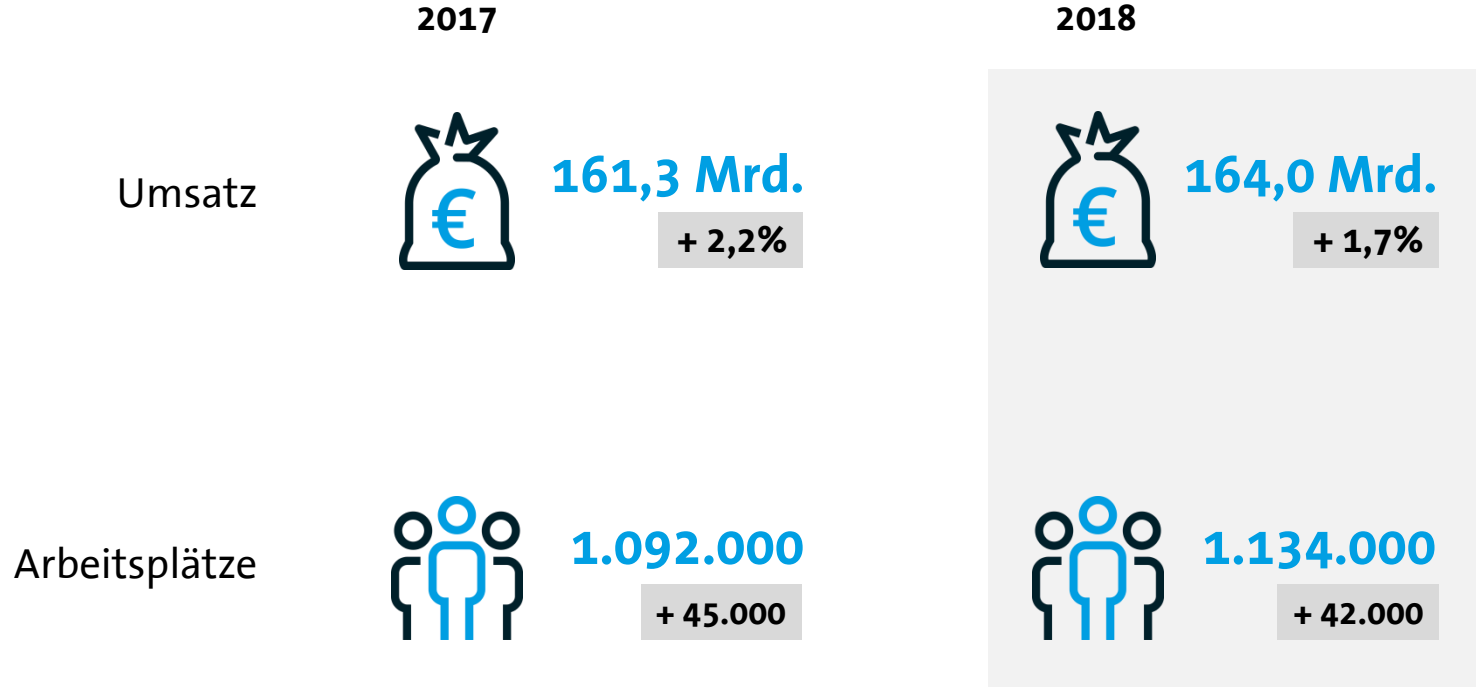 2017
2018
Umsatz
€
161,3 Mrd.
+ 2,2%
€
164,0 Mrd.
+ 1,7%
Arbeitsplätze
1.092.000
+ 45.000
1.134.000
+ 42.000